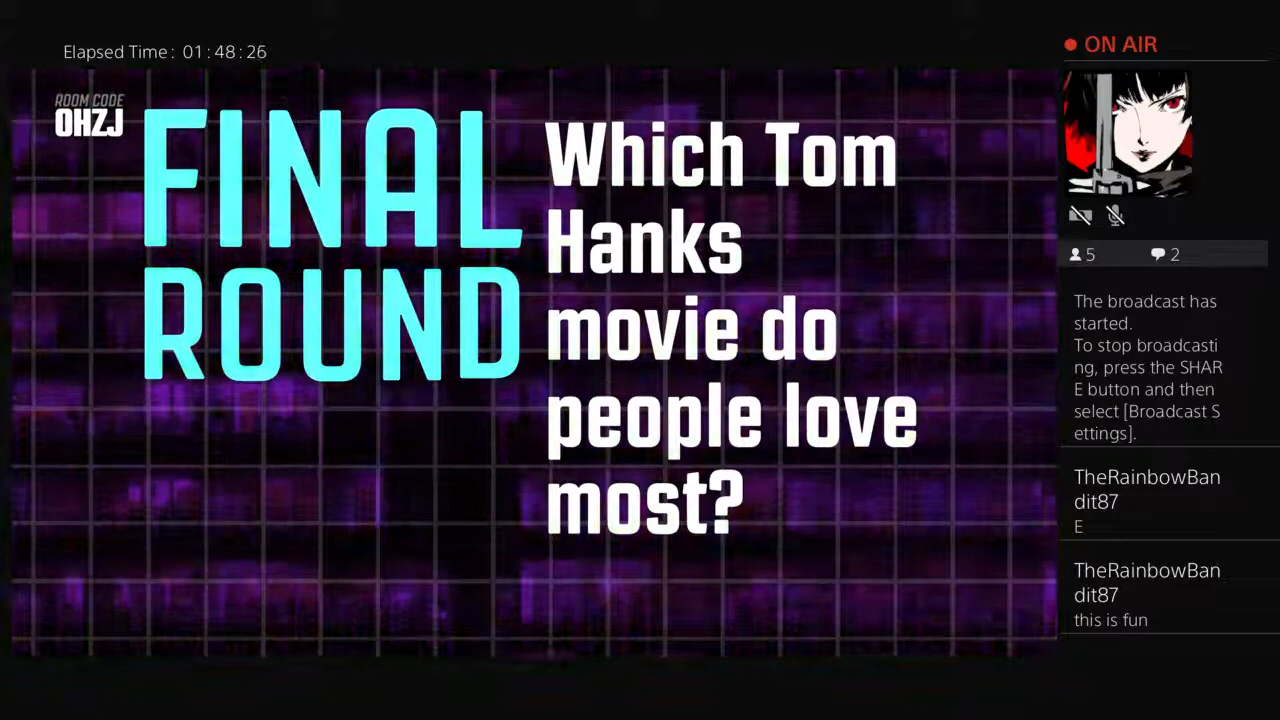 Elapsed Time: 01:48:26
ON AIR
ROOM CODE
OHZJ
FINAL
ROUND
Which Tom
Hanks
movie do
people love
most?
5
2
The broadcast has
started.
To stop broadcasti
ng, press the SHAR
E button and then
select [Broadcast S
ettings].
TheRainbowBan
dit87
E
TheRainbowBan
dit87
this is fun